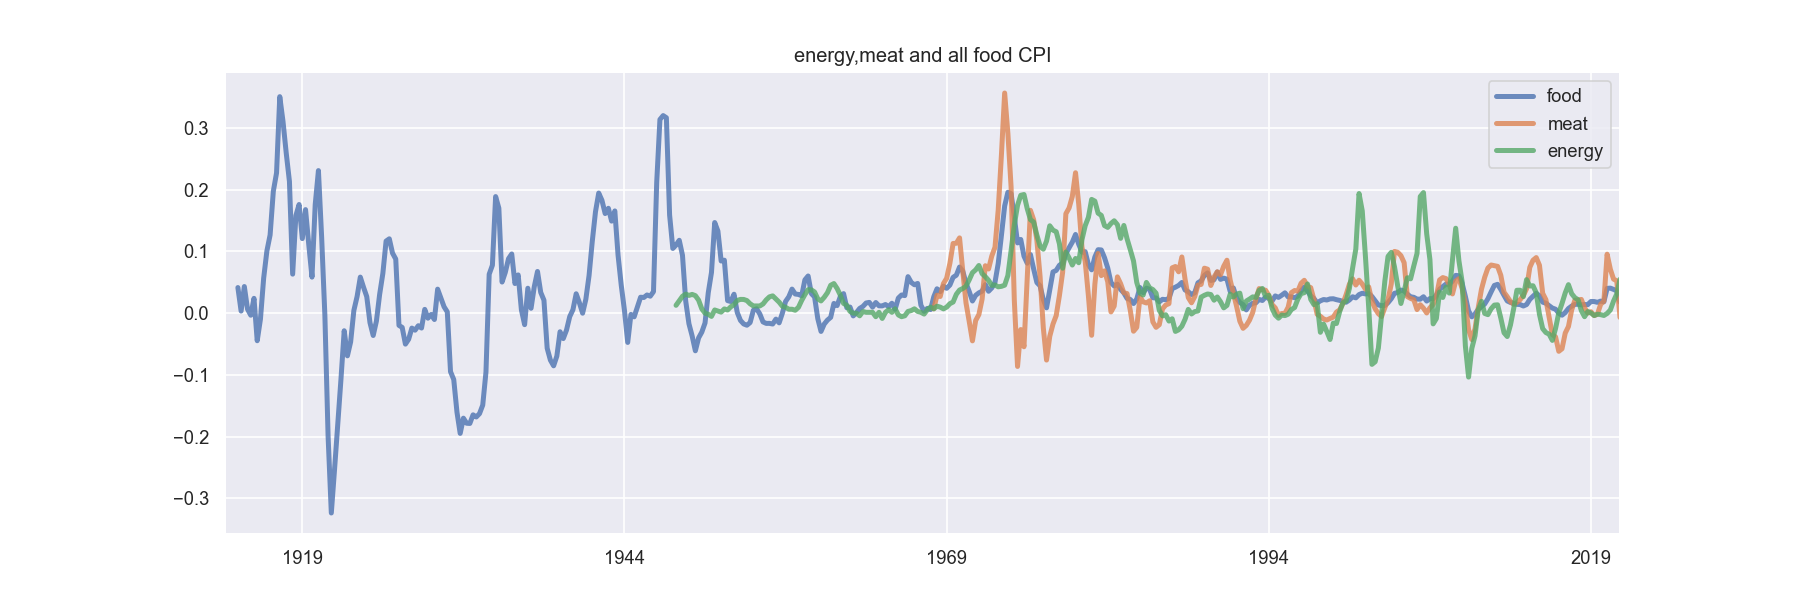 energy,meat and all food CPI
food
meat
energy
0.3
0.2
0.1
0.0
−0.1
−0.2
−0.3
1919 1944 1969 1994 2019